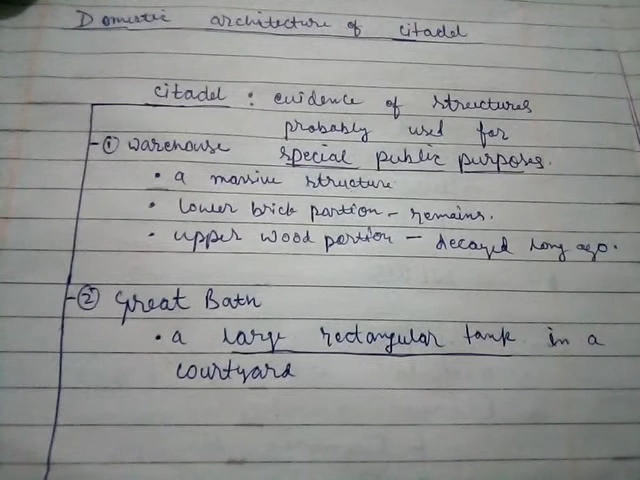 Domestic architecture of citadel
citadel : evidence of structures
probably used for
① warehouse special public purposes.
• a massive structure
• lower brick portion - remains.
• upper wood portion - decayed long ago.
② Great Bath
• a large rectangular tank in a
courtyard